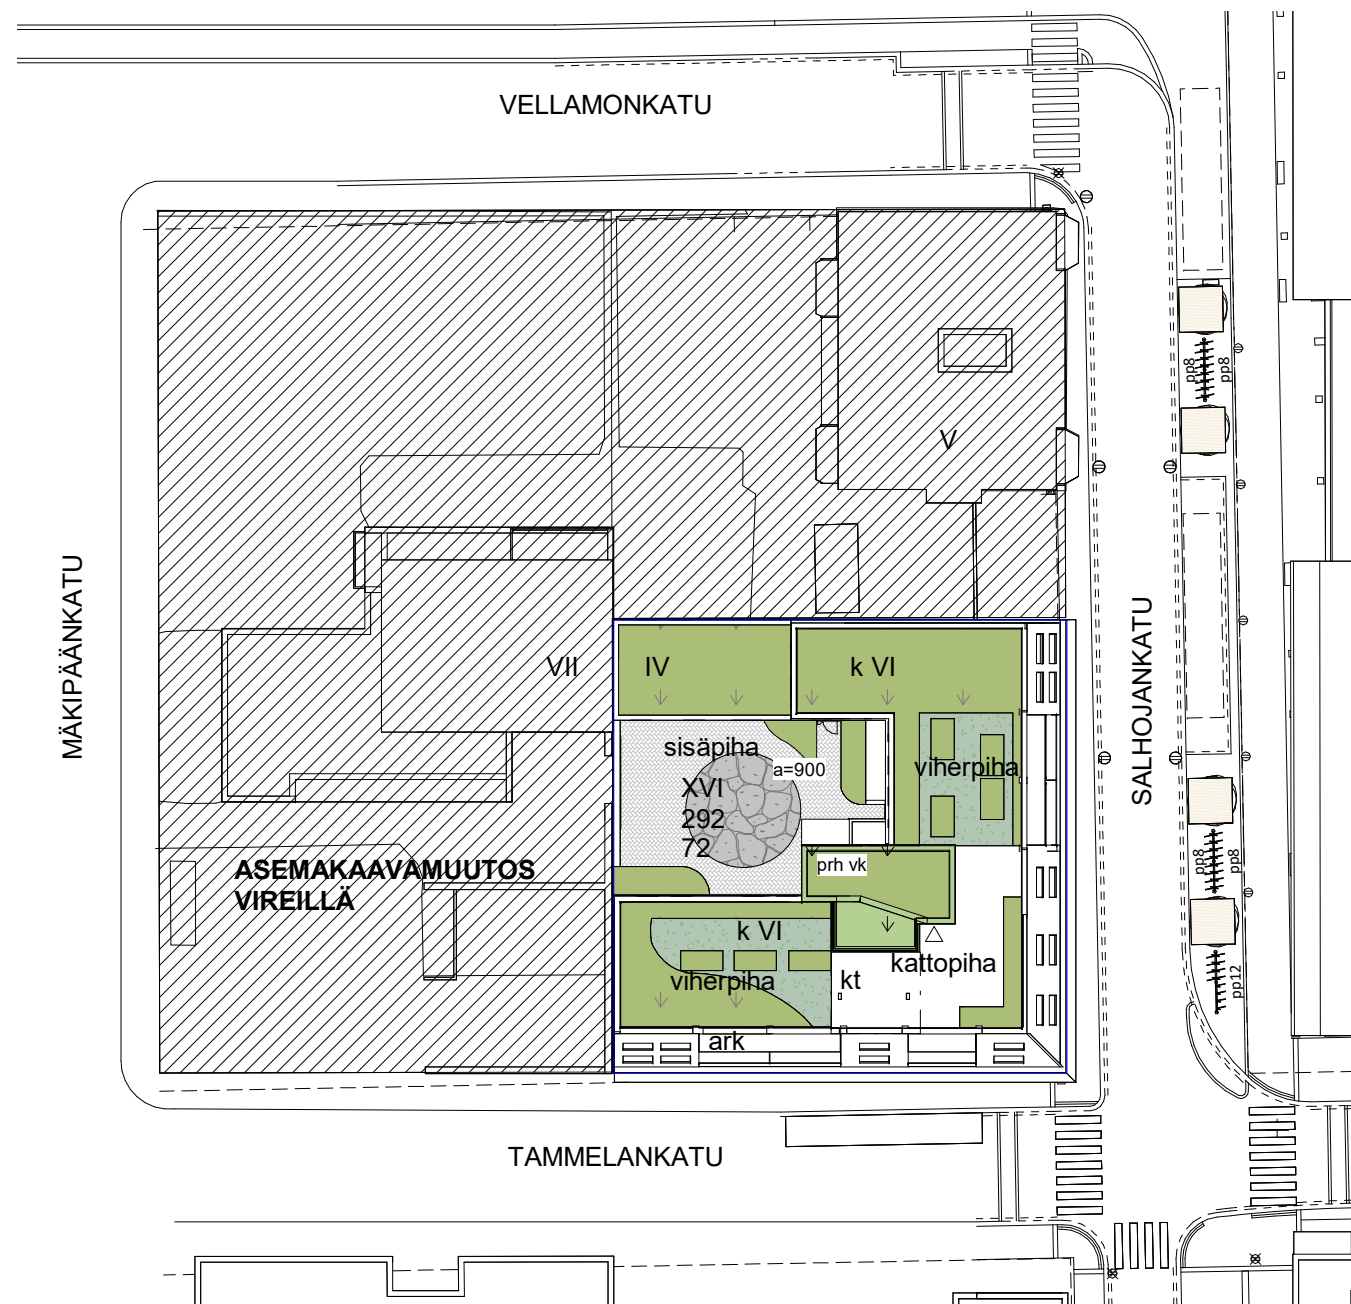 VELLAMONKATU
MÄKIPÄÄNKATU
SALHOJANKATU
pp8
pp8
V
VII
IV
k VI
sisäpiha
a=900
XVI
292
72
viherpiha
prh vk
ASEMAKAAVAMUUTOS
VIREILLÄ
k VI
viherpiha
kt
kattopiha
ark
pp8
pp8
pp12
TAMMELANKATU